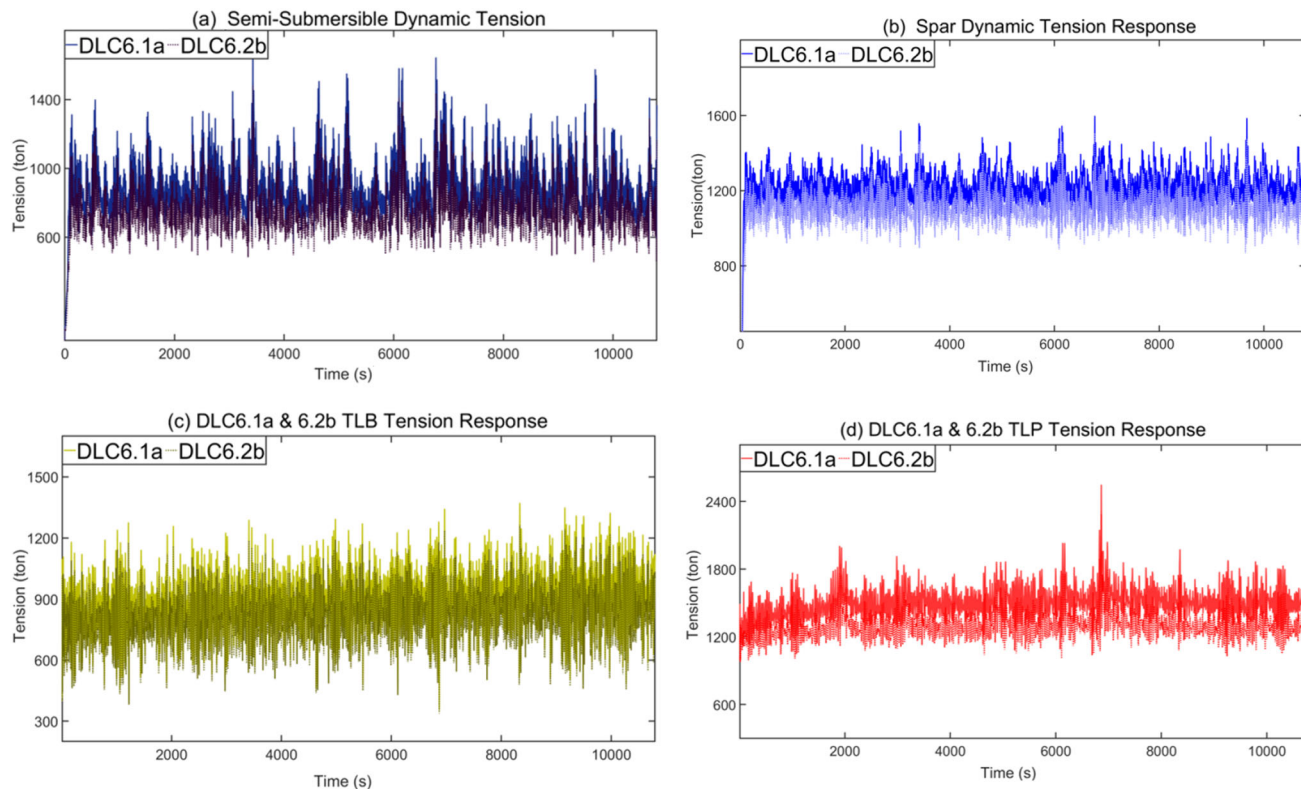 (a) Semi-Submersible Dynamic Tension
DLC6.1a DLC6.2b
Tension (ton)
1400
1000
600
0 2000 4000 6000 8000 10000
Time (s)
(b) Spar Dynamic Tension Response
DLC6.1a DLC6.2b
Tension(ton)
1600
1200
800
0 2000 4000 6000 8000 10000
Time (s)
(c) DLC6.1a & 6.2b TLB Tension Response
DLC6.1a DLC6.2b
Tension (ton)
1500
1200
900
600
300
2000 4000 6000 8000 10000
Time (s)
(d) DLC6.1a & 6.2b TLP Tension Response
DLC6.1a DLC6.2b
Tension (ton)
2400
1800
1200
600
2000 4000 6000 8000 10000
Time (s)